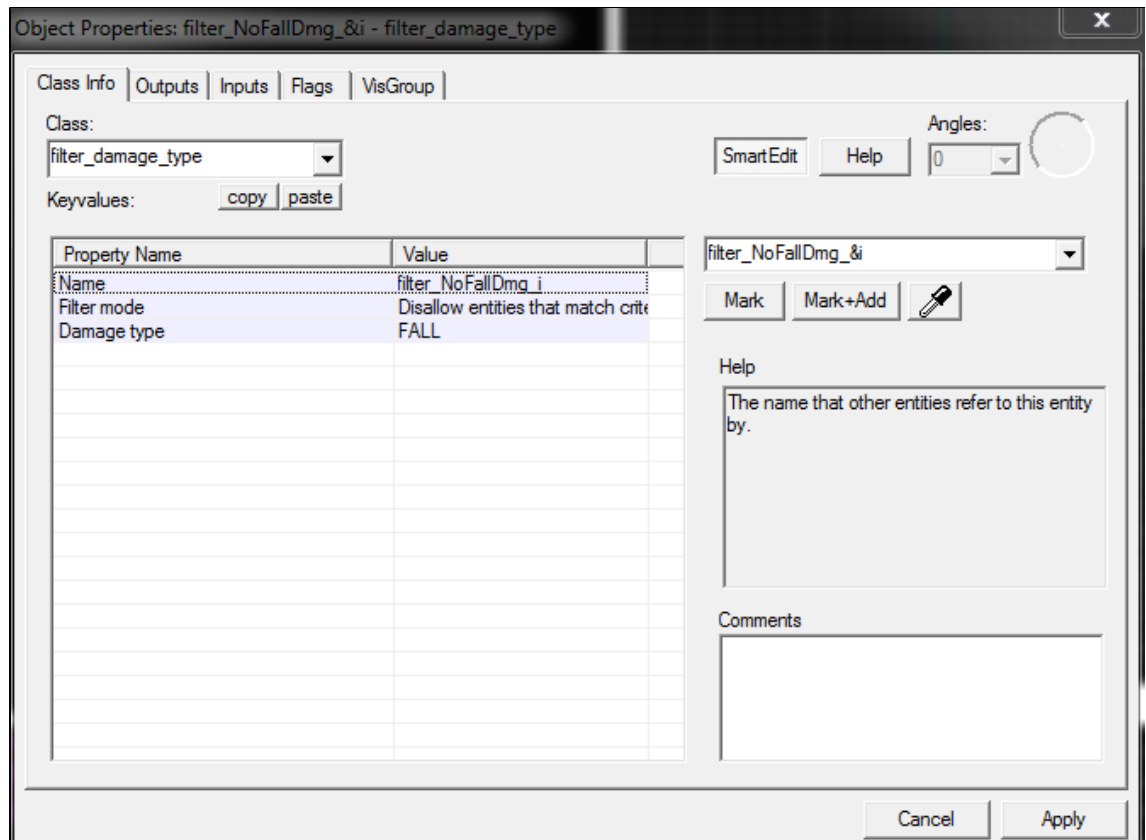 Object Properties: filter_NoFallDmg_&i - filter_damage_type
X
Class Info Outputs Inputs Flags VisGroup
Class:
filter_damage_type
SmartEdit Help
Angles:
0
Keyvalues: copy paste
Property Name Value
Name filter_NoFallDmg_i
Filter mode Disallow entities that match crite
Damage type FALL
filter_NoFallDmg_&i
Mark Mark+Add
Help
The name that other entities refer to this entity
by.
Comments
Cancel Apply